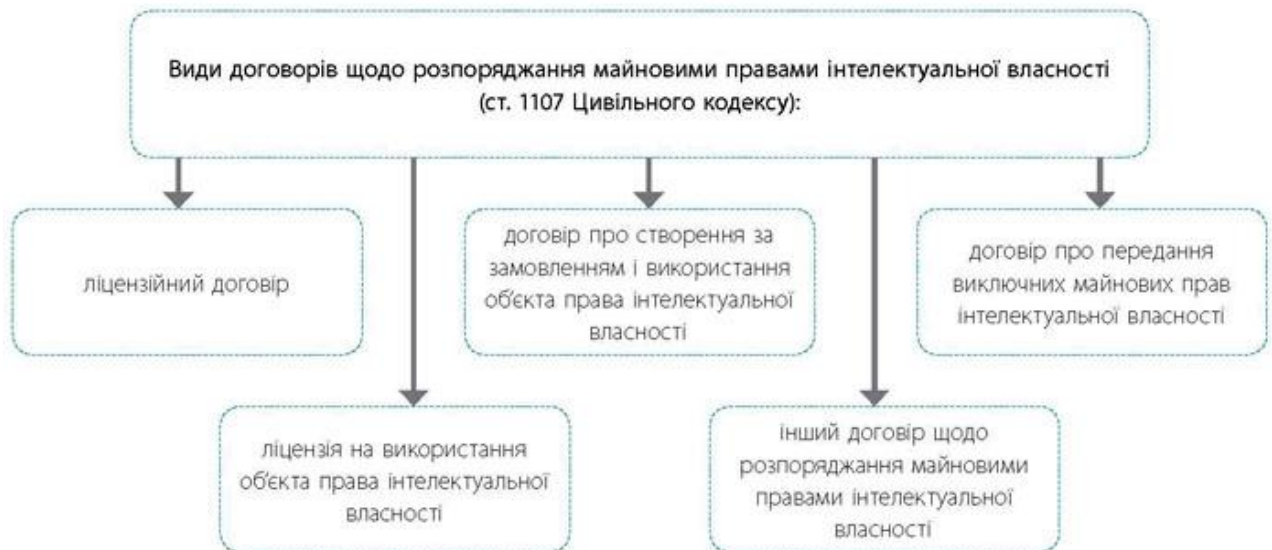 Види договорів щодо розпоряджання майновими правами інтелектуальної власності
(ст. 1107 Цивільного кодексу):
ліцензійний договір
договір про створення за
замовленням і використання
об'єкта права інтелектуальної
власності
договір про передання
виключних майнових прав
інтелектуальної власності
ліцензія на використання
об'єкта права інтелектуальної
власності
інший договір щодо
розпоряджання майновими
правами інтелектуальної
власності